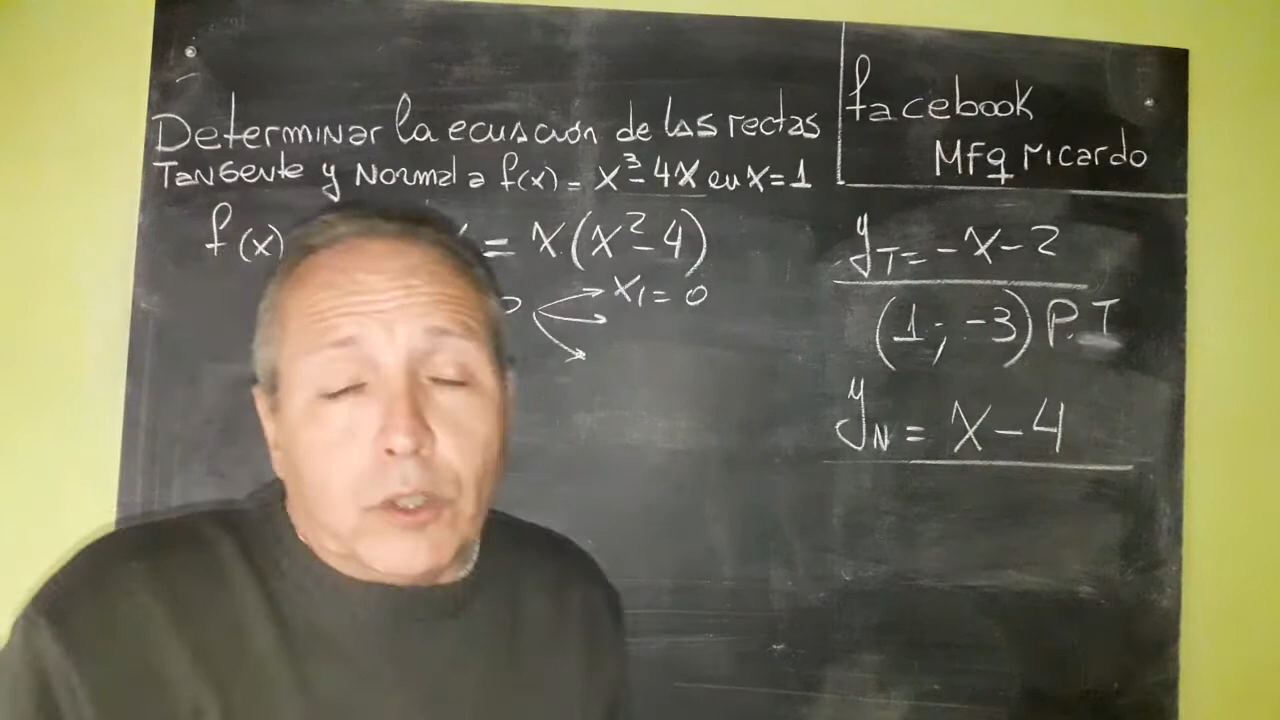 Determinar la ecuación de las rectas
Tangente y Normal a f(x) = x³-4x en x=1
f(x) = x(x²-4)
x₁ = 0
facebook
Mfq ricardo
y_T = -x-2
(1; -3) P.T
y_N = x-4